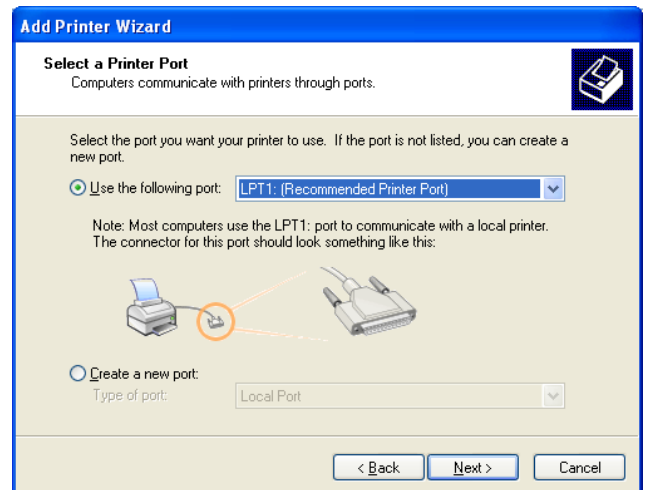 Add Printer Wizard
Select a Printer Port
Computers communicate with printers through ports.
Select the port you want your printer to use.  If the port is not listed, you can create a
new port.
Use the following port:
LPT1: (Recommended Printer Port)
Note: Most computers use the LPT1: port to communicate with a local printer.
The connector for this port should look something like this:
Create a new port:
Type of port:
Local Port
< Back
Next >
Cancel